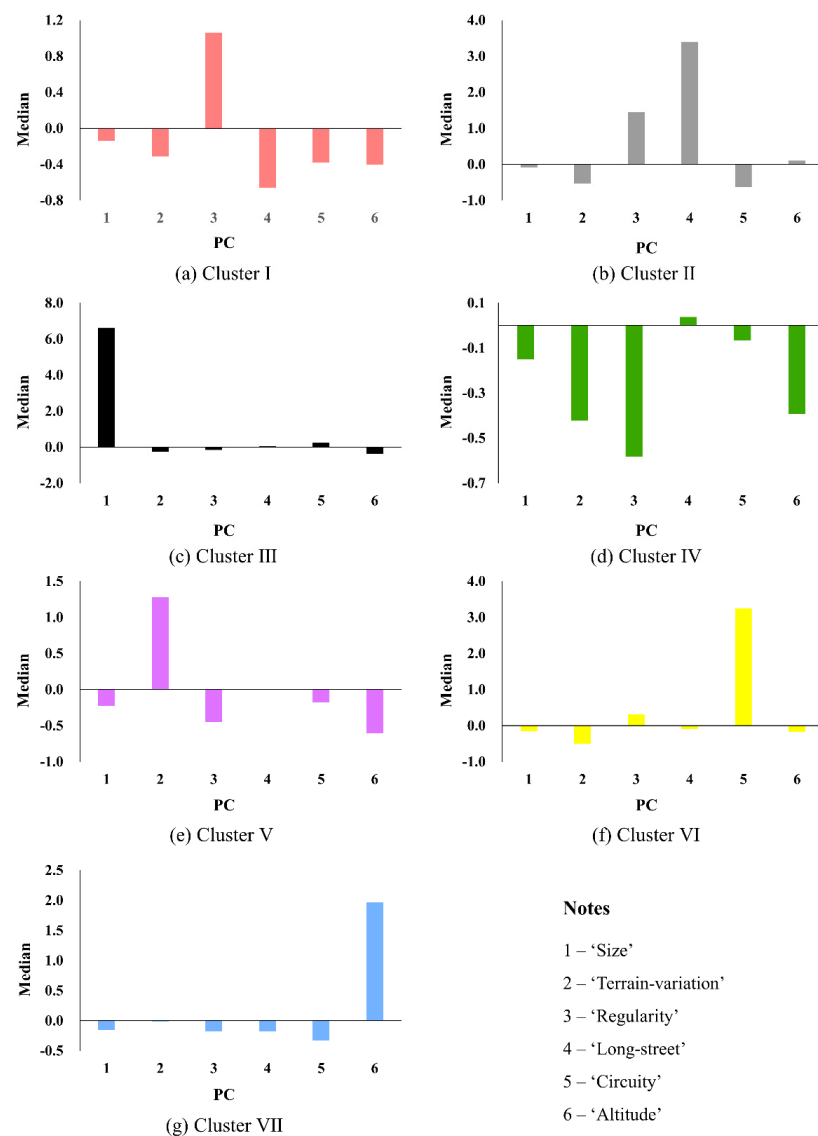 1.2
0.8
0.4
0.0
-0.4
-0.8
Median
1 2 3 4 5 6
PC
(a) Cluster I
4.0
3.0
2.0
1.0
0.0
-1.0
Median
1 2 3 4 5 6
PC
(b) Cluster II
8.0
6.0
4.0
2.0
0.0
-2.0
Median
1 2 3 4 5 6
PC
(c) Cluster III
0.1
-0.1
-0.3
-0.5
-0.7
Median
1 2 3 4 5 6
PC
(d) Cluster IV
1.5
1.0
0.5
0.0
-0.5
-1.0
Median
1 2 3 4 5 6
PC
(e) Cluster V
4.0
3.0
2.0
1.0
0.0
-1.0
Median
1 2 3 4 5 6
PC
(f) Cluster VI
2.5
2.0
1.5
1.0
0.5
0.0
-0.5
Median
1 2 3 4 5 6
PC
(g) Cluster VII
Notes
1 – ‘Size’
2 – ‘Terrain-variation’
3 – ‘Regularity’
4 – ‘Long-street’
5 – ‘Circuity’
6 – ‘Altitude’